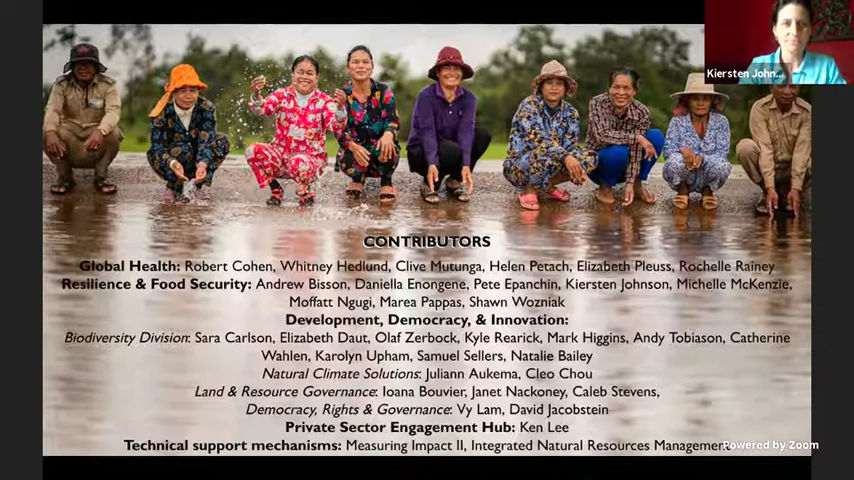 Kiersten John...
CONTRIBUTORS
Global Health: Robert Cohen, Whitney Hedlund, Clive Mutunga, Helen Petach, Elizabeth Pleuss, Rochelle Rainey
Resilience & Food Security: Andrew Bisson, Daniella Enongene, Pete Epanchin, Kiersten Johnson, Michelle McKenzie,
Moffatt Ngugi, Marea Pappas, Shawn Wozniak
Development, Democracy, & Innovation:
Biodiversity Division: Sara Carlson, Elizabeth Daut, Olaf Zerbock, Kyle Rearick, Mark Higgins, Andy Tobiason, Catherine
Wahlen, Karolyn Upham, Samuel Sellers, Natalie Bailey
Natural Climate Solutions: Juliann Aukema, Cleo Chou
Land & Resource Governance: Ioana Bouvier, Janet Nackoney, Caleb Stevens,
Democracy, Rights & Governance: Vy Lam, David Jacobstein
Private Sector Engagement Hub: Ken Lee
Technical support mechanisms: Measuring Impact II, Integrated Natural Resources Management
Powered by Zoom